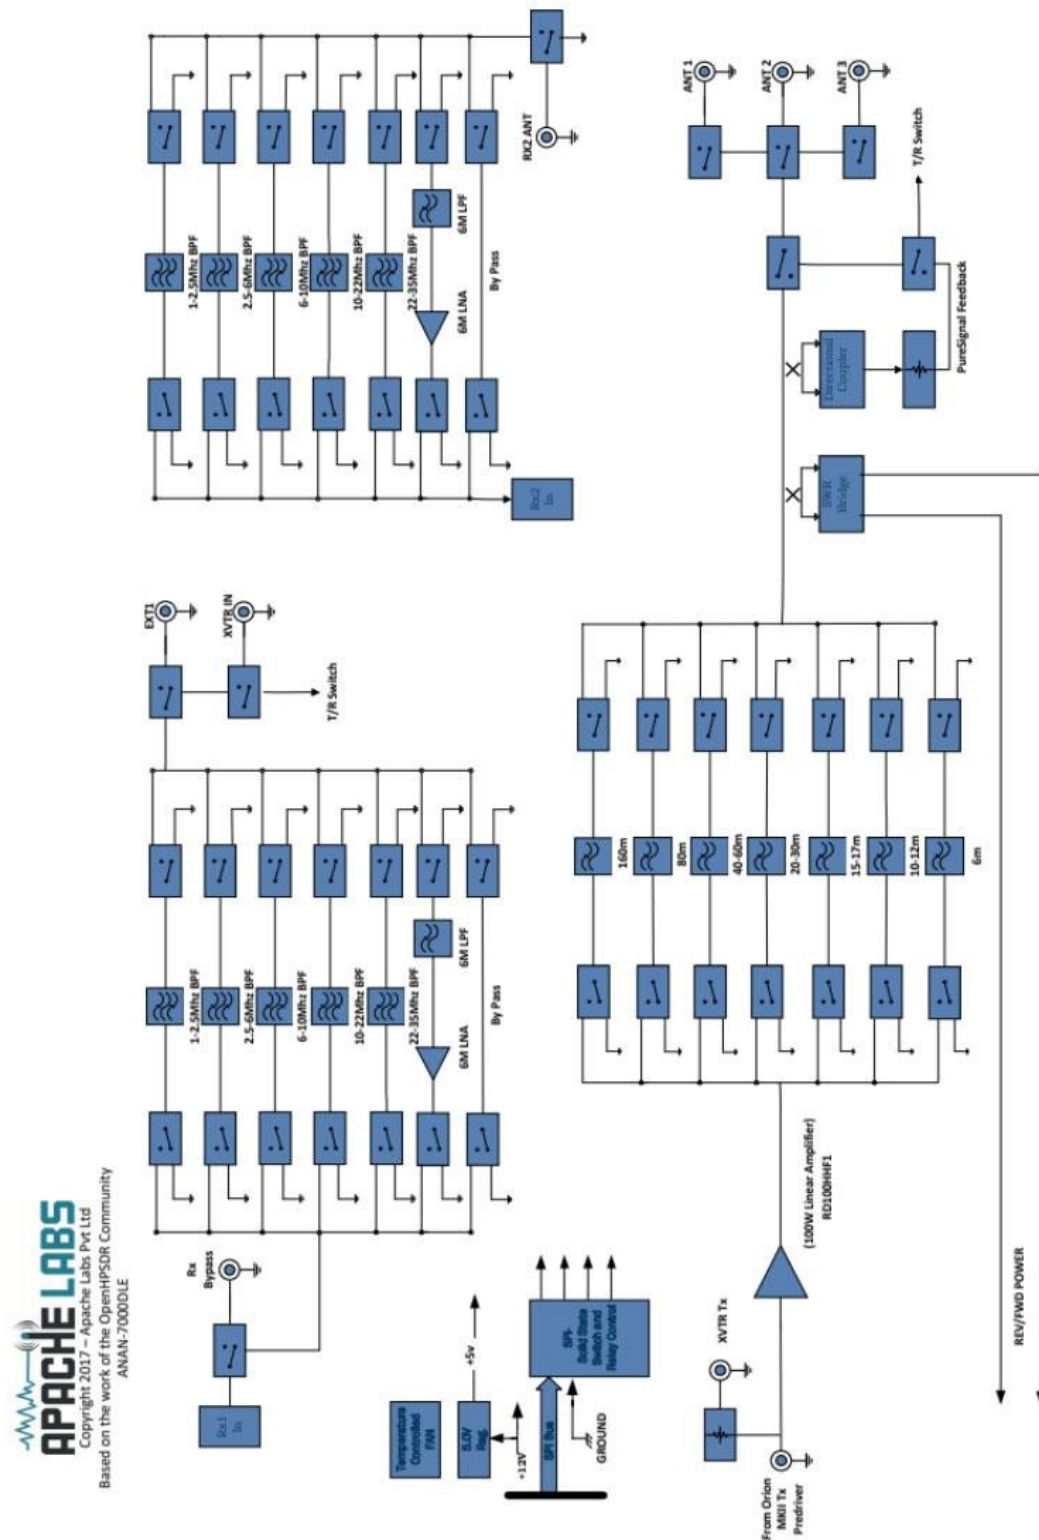 APACHE LABS
Copyright 2017 – Apache Labs Pvt Ltd
Based on the work of the OpenHPSDR Community
ANAN-7000DLE
Rx1
In
Rx
Bypass
1-2.5Mhz BPF
2.5-6Mhz BPF
6-10Mhz BPF
10-22Mhz BPF
22-35Mhz BPF
6M LNA
6M LPF
By Pass
EXT1
XVTR IN
T/R Switch
Rx2
In
1-2.5Mhz BPF
2.5-6Mhz BPF
6-10Mhz BPF
10-22Mhz BPF
22-35Mhz BPF
6M LNA
6M LPF
By Pass
RX2 ANT
Temperature
Controlled
FAN
5.0V
Reg.
+5v
+12V
SPI Bus
GROUND
SPI-
Solid State
Switch and
Relay Control
From Orion
MKII Tx
Predriver
XVTR Tx
(100W Linear Amplifier)
RD100HHF1
160m
80m
40-60m
20-30m
15-17m
10-12m
6m
SWR
Bridge
Directional
Coupler
PureSignal Feedback
T/R Switch
ANT 1
ANT 2
ANT 3
REV/FWD POWER